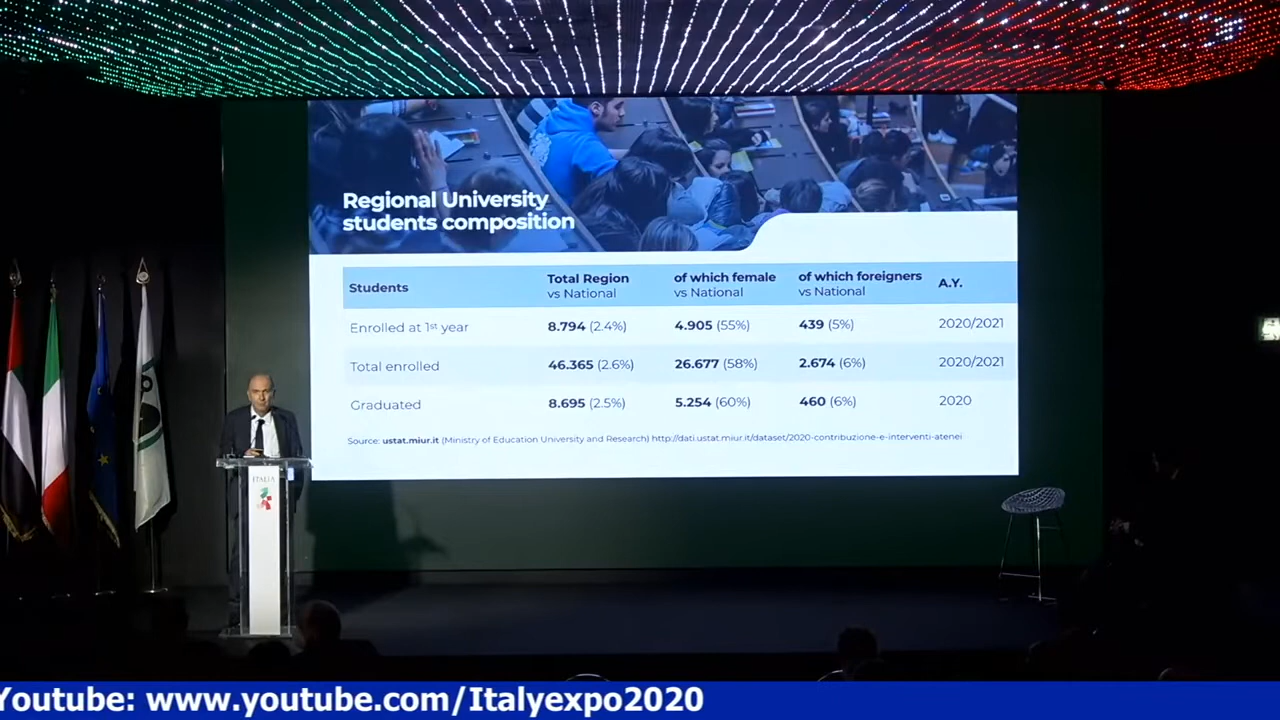 Regional University
students composition
Students
Total Region
vs National
of which female
vs National
of which foreigners
vs National
A.Y.
Enrolled at 1st year 8.794 (2.4%) 4.905 (55%) 439 (5%) 2020/2021
Total enrolled 46.365 (2.6%) 26.677 (58%) 2.674 (6%) 2020/2021
Graduated 8.695 (2.5%) 5.254 (60%) 460 (6%) 2020
Source: ustat.miur.it (Ministry of Education University and Research) http://dati.ustat.miur.it/dataset/2020-contribuzione-e-interventi-atenei
ITALIA
Youtube: www.youtube.com/Italyexpo2020